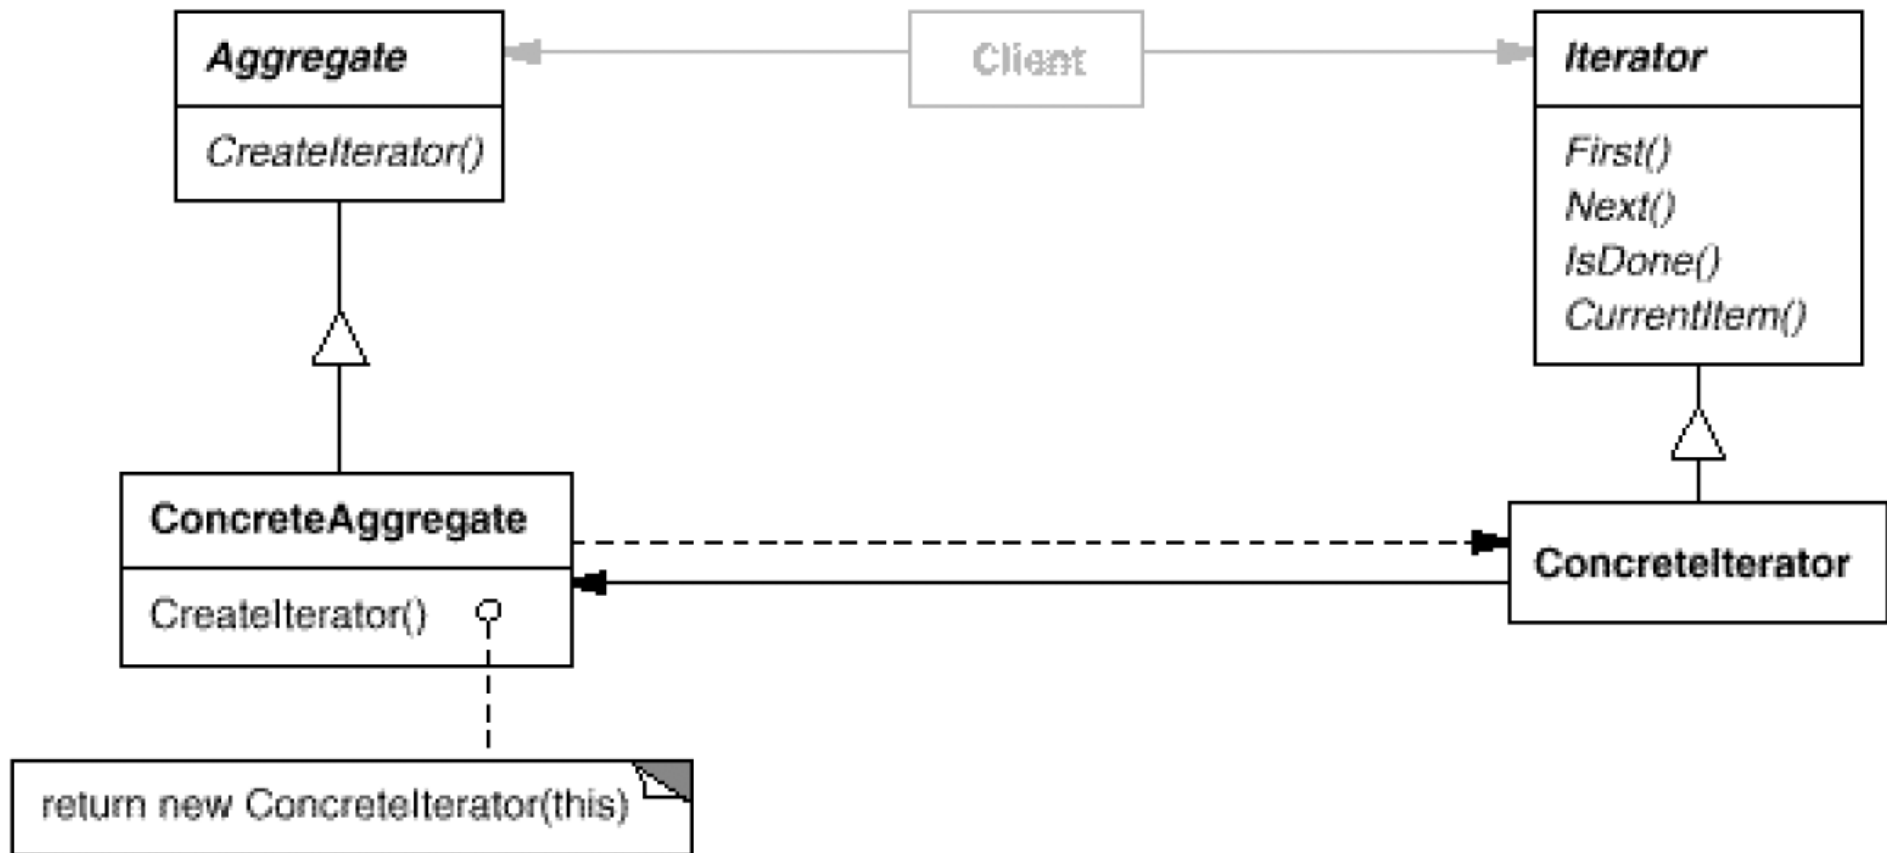 Aggregate
CreateIterator()
Client
Iterator
First()
Next()
IsDone()
CurrentItem()
ConcreteAggregate
CreateIterator()
ConcreteIterator
return new ConcreteIterator(this)